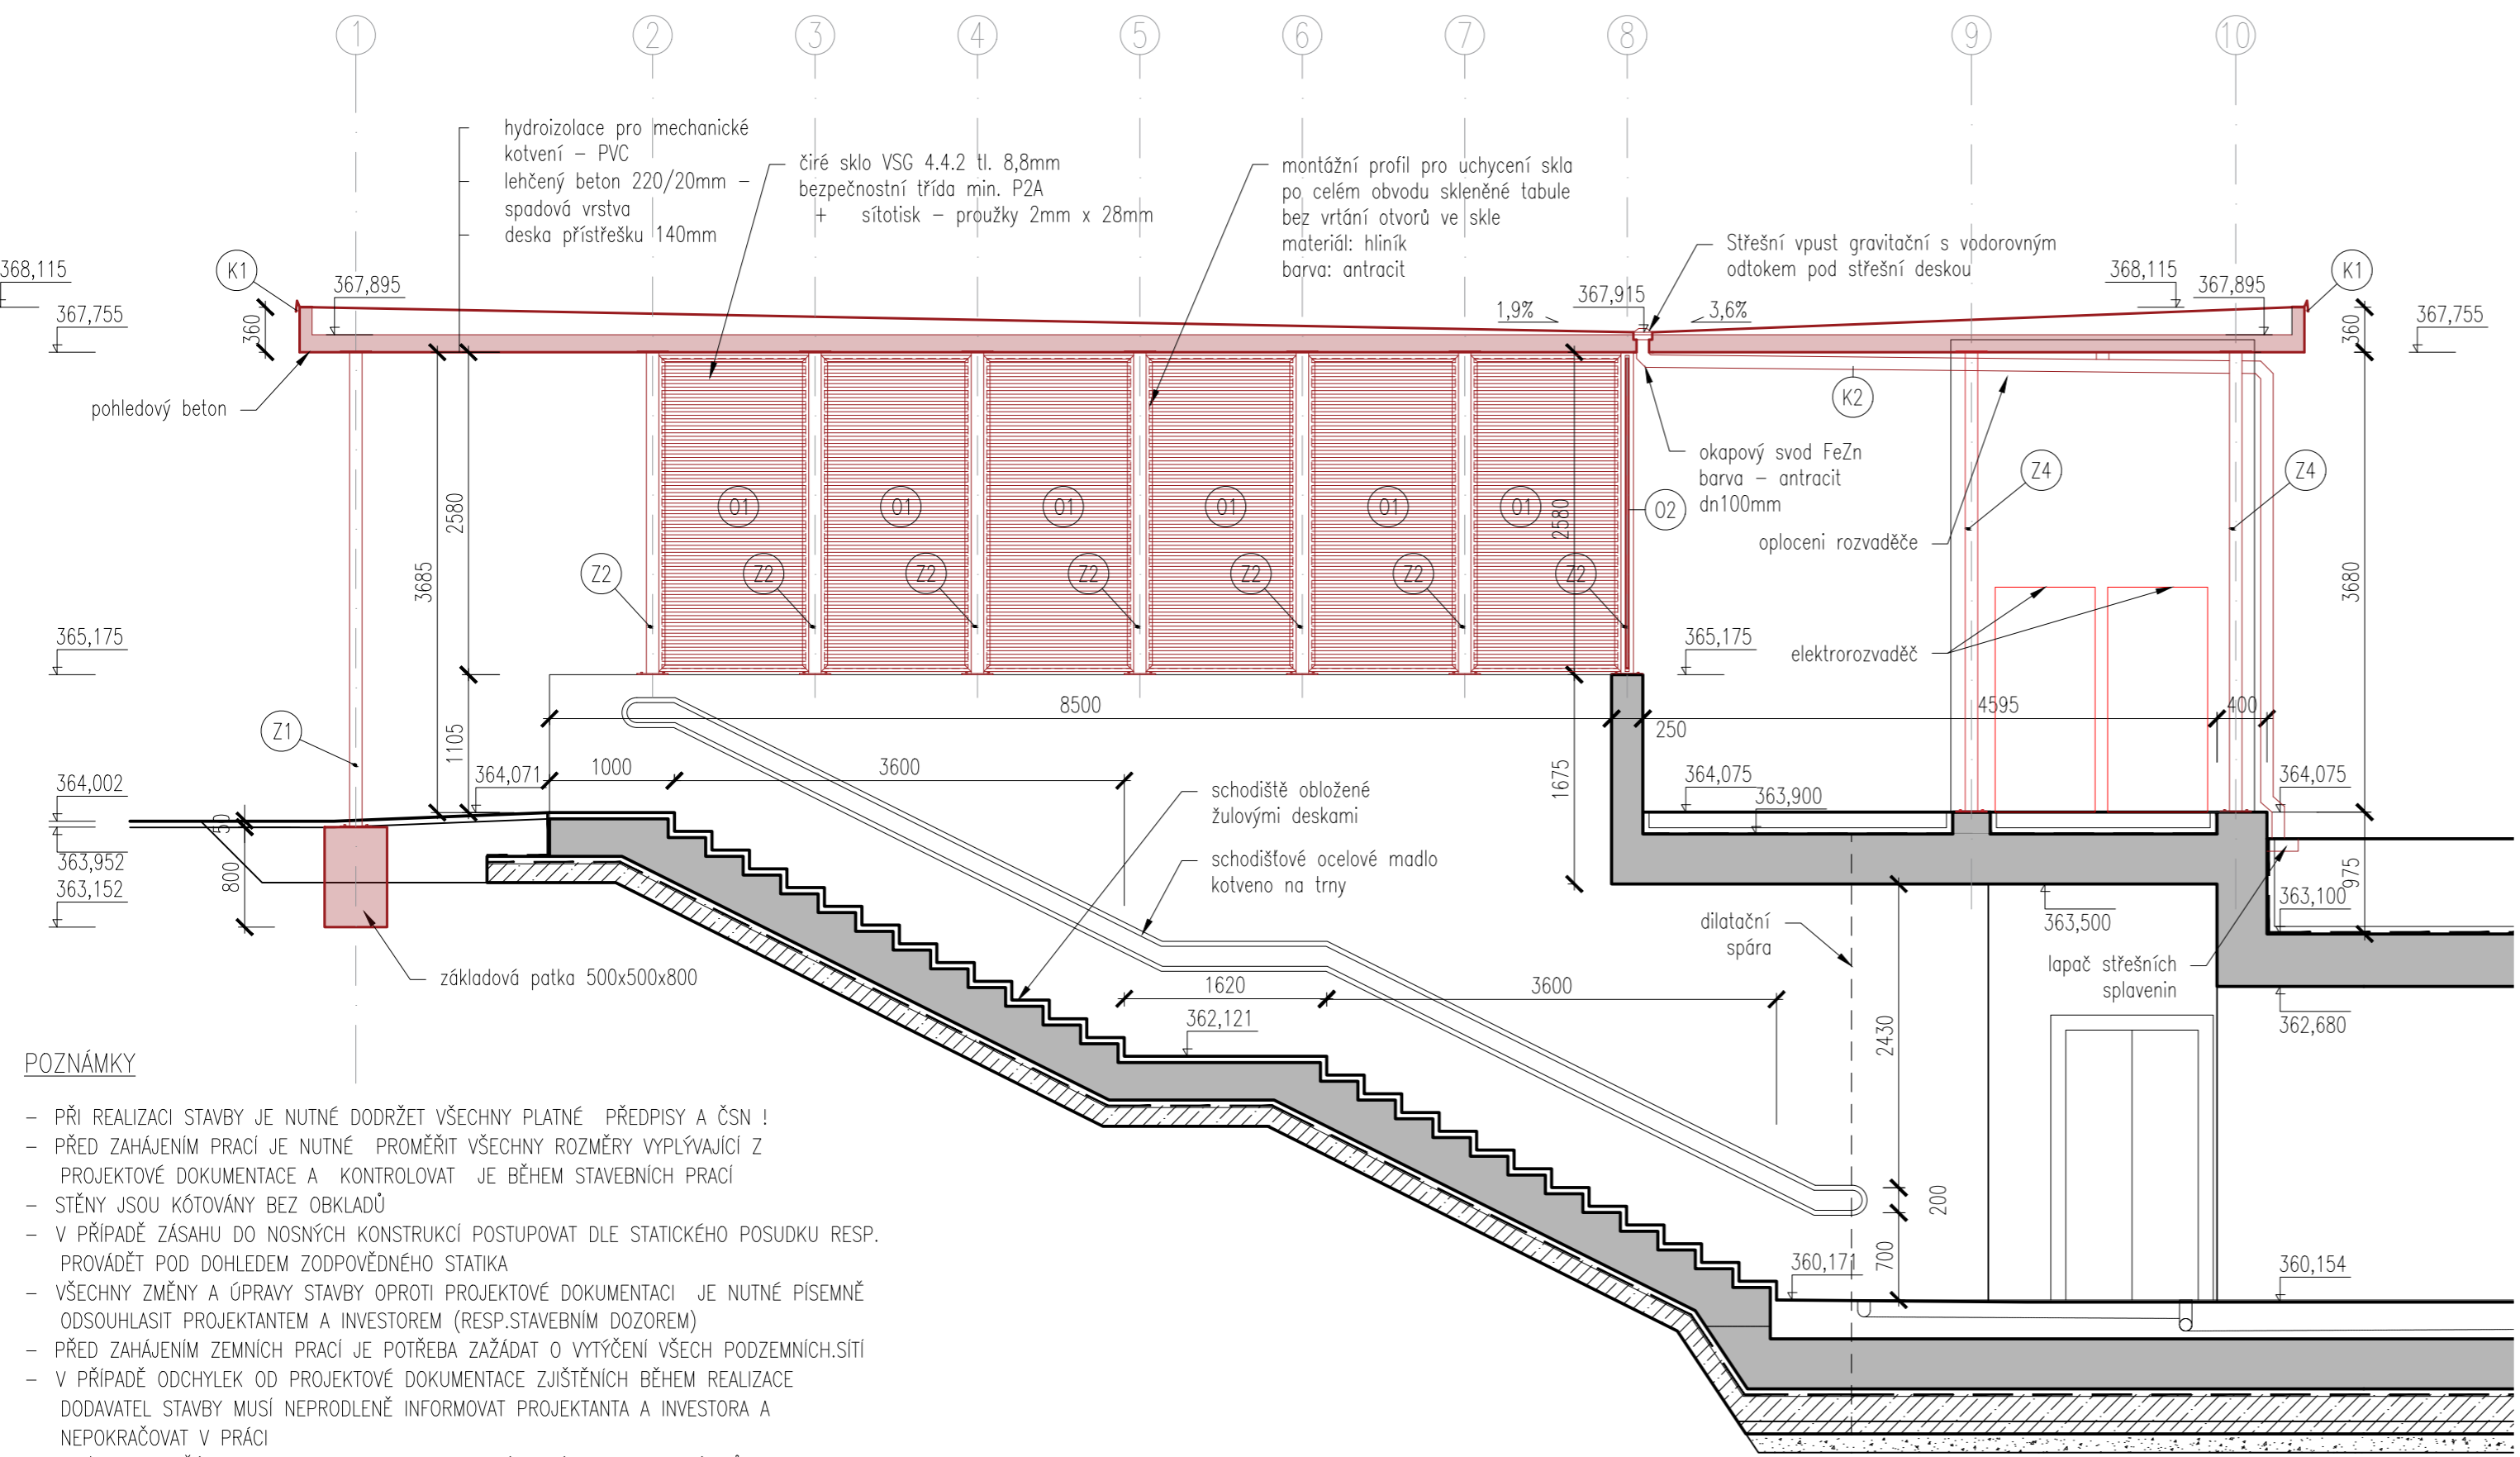 1
2
3
4
5
6
7
8
9
10
hydroizolace pro mechanické
kotvení – PVC
lehčený beton 220/20mm –
spadová vrstva
deska přístřešku 140mm
čiré sklo VSG 4.4.2 tl. 8,8mm
bezpečnostní třída min. P2A
+ sítotisk – proužky 2mm x 28mm
montážní profil pro uchycení skla
po celém obvodu skleněné tabule
bez vrtání otvorů ve skle
materiál: hliník
barva: antracit
Střešní vpust gravitační s vodorovným
odtokem pod střešní deskou
368,115
K1
367,895
367,755
360
1,9%
367,915
3,6%
368,115
367,895
K1
360
367,755
pohledový beton
K2
okapový svod FeZn
barva – antracit
dn100mm
2580
3685
1105
O1
O1
O1
O1
O1
O1
2580
O2
Z4
Z4
oploceni rozvaděče
Z2
Z2
Z2
Z2
Z2
Z2
Z2
3680
365,175
365,175
elektrorozvaděč
Z1
8500
250
4595
400
364,071
1000
3600
1675
364,002
50
363,952
363,152
800
schodiště obložené
žulovými deskami
364,075
363,900
364,075
schodišťové ocelové madlo
kotveno na trny
975
363,100
363,500
dilatační
spára
lapač střešních
splavenin
základová patka 500x500x800
1620
3600
362,121
2430
362,680
200
700
360,171
360,154
POZNÁMKY
– PŘI REALIZACI STAVBY JE NUTNÉ DODRŽET VŠECHNY PLATNÉ PŘEDPISY A ČSN !
– PŘED ZAHÁJENÍM PRACÍ JE NUTNÉ PROMĚŘIT VŠECHNY ROZMĚRY VYPLÝVAJÍCÍ Z
PROJEKTOVÉ DOKUMENTACE A KONTROLOVAT JE BĚHEM STAVEBNÍCH PRACÍ
– STĚNY JSOU KÓTOVÁNY BEZ OBKLADŮ
– V PŘÍPADĚ ZÁSAHU DO NOSNÝCH KONSTRUKCÍ POSTUPOVAT DLE STATICKÉHO POSUDKU RESP.
PROVÁDĚT POD DOHLEDEM ZODPOVĚDNÉHO STATIKA
– VŠECHNY ZMĚNY A ÚPRAVY STAVBY OPROTI PROJEKTOVÉ DOKUMENTACI JE NUTNÉ PÍSEMNĚ
ODSOUHLASIT PROJEKTANTEM A INVESTOREM (RESP.STAVEBNÍM DOZOREM)
– PŘED ZAHÁJENÍM ZEMNÍCH PRACÍ JE POTŘEBA ZAŽÁDAT O VYTÝČENÍ VŠECH PODZEMNÍCH.SÍTÍ
– V PŘÍPADĚ ODCHYLEK OD PROJEKTOVÉ DOKUMENTACE ZJIŠTĚNÍCH BĚHEM REALIZACE
DODAVATEL STAVBY MUSÍ NEPRODLENĚ INFORMOVAT PROJEKTANTA A INVESTORA A
NEPOKRAČOVAT V PRÁCI